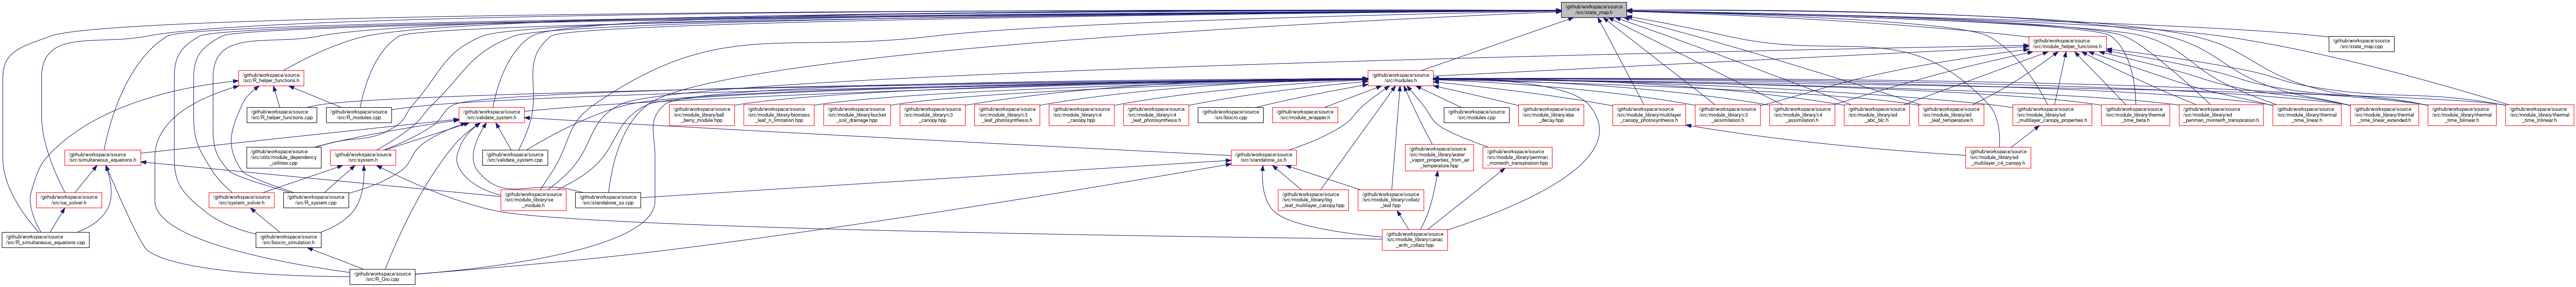 /github/workspace/source
/src/state_map.h
/github/workspace/source
/src/module_helper_functions.h
/github/workspace/source
/src/state_map.cpp
/github/workspace/source
/src/R_helper_functions.h
/github/workspace/source
/src/modules.h
/github/workspace/source
/src/R_helper_functions.cpp
/github/workspace/source
/src/R_modules.cpp
/github/workspace/source
/src/validate_system.h
/github/workspace/source
/src/module_library/ball
_berry_module.hpp
/github/workspace/source
/src/module_library/biomass
_leaf_n_limitation.hpp
/github/workspace/source
/src/module_library/bucket
_soil_drainage.hpp
/github/workspace/source
/src/module_library/c3
_canopy.hpp
/github/workspace/source
/src/module_library/c3
_leaf_photosynthesis.h
/github/workspace/source
/src/module_library/c4
_canopy.hpp
/github/workspace/source
/src/module_library/c4
_leaf_photosynthesis.h
/github/workspace/source
/src/biocro.cpp
/github/workspace/source
/src/module_wrapper.h
/github/workspace/source
/src/modules.cpp
/github/workspace/source
/src/module_library/aba
_decay.hpp
/github/workspace/source
/src/module_library/multilayer
_canopy_photosynthesis.h
/github/workspace/source
/src/module_library/c3
_assimilation.h
/github/workspace/source
/src/module_library/c4
_assimilation.h
/github/workspace/source
/src/module_library/ed
_abc_btc.h
/github/workspace/source
/src/module_library/ed
_leaf_temperature.h
/github/workspace/source
/src/module_library/ed
_multilayer_canopy_properties.h
/github/workspace/source
/src/module_library/thermal
_time_beta.h
/github/workspace/source
/src/module_library/ed
_penman_monteith_transpiration.h
/github/workspace/source
/src/module_library/thermal
_time_linear.h
/github/workspace/source
/src/module_library/thermal
_time_linear_extended.h
/github/workspace/source
/src/module_library/thermal
_time_bilinear.h
/github/workspace/source
/src/module_library/thermal
_time_trilinear.h
/github/workspace/source
/src/simultaneous_equations.h
/github/workspace/source
/src/utils/module_dependency
_utilities.cpp
/github/workspace/source
/src/system.h
/github/workspace/source
/src/validate_system.cpp
/github/workspace/source
/src/standalone_ss.h
/github/workspace/source
/src/module_library/water
_vapor_properties_from_air
_temperature.hpp
/github/workspace/source
/src/module_library/penman
_monteith_transpiration.hpp
/github/workspace/source
/src/module_library/ed
_multilayer_c4_canopy.h
/github/workspace/source
/src/se_solver.h
/github/workspace/source
/src/system_solver.h
/github/workspace/source
/src/R_system.cpp
/github/workspace/source
/src/module_library/se
_module.h
/github/workspace/source
/src/standalone_ss.cpp
/github/workspace/source
/src/module_library/big
_leaf_multilayer_canopy.hpp
/github/workspace/source
/src/module_library/collatz
_leaf.hpp
/github/workspace/source
/src/R_simultaneous_equations.cpp
/github/workspace/source
/src/biocro_simulation.h
/github/workspace/source
/src/module_library/canac
_with_collatz.hpp
/github/workspace/source
/src/R_Gro.cpp